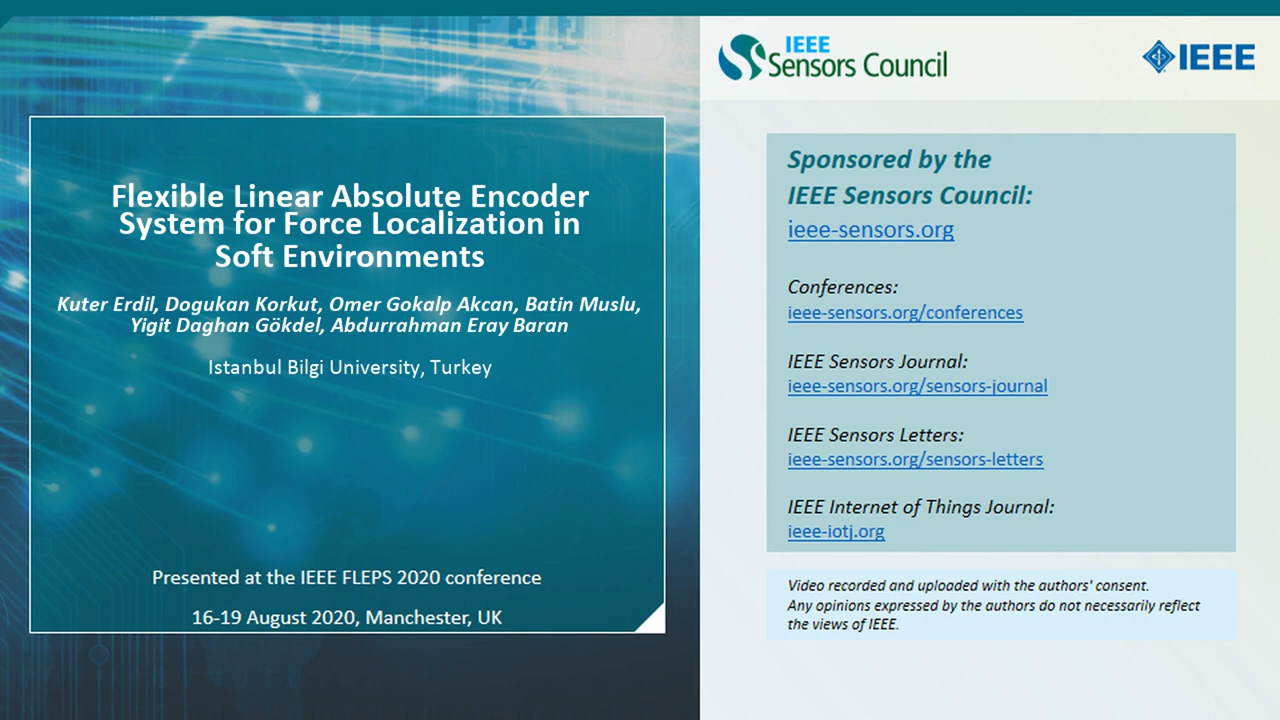 Flexible Linear Absolute Encoder
System for Force Localization in
Soft Environments
Kuter Erdil, Dogukan Korkut, Omer Gokalp Akcan, Batin Muslu,
Yigit Daghan Gökdel, Abdurrahman Eray Baran
Istanbul Bilgi University, Turkey
Presented at the IEEE FLEPS 2020 conference
16-19 August 2020, Manchester, UK
IEEE
Sensors Council
IEEE
Sponsored by the
IEEE Sensors Council:
ieee-sensors.org
Conferences:
ieee-sensors.org/conferences
IEEE Sensors Journal:
ieee-sensors.org/sensors-journal
IEEE Sensors Letters:
ieee-sensors.org/sensors-letters
IEEE Internet of Things Journal:
ieee-iotj.org
Video recorded and uploaded with the authors' consent.
Any opinions expressed by the authors do not necessarily reflect
the views of IEEE.